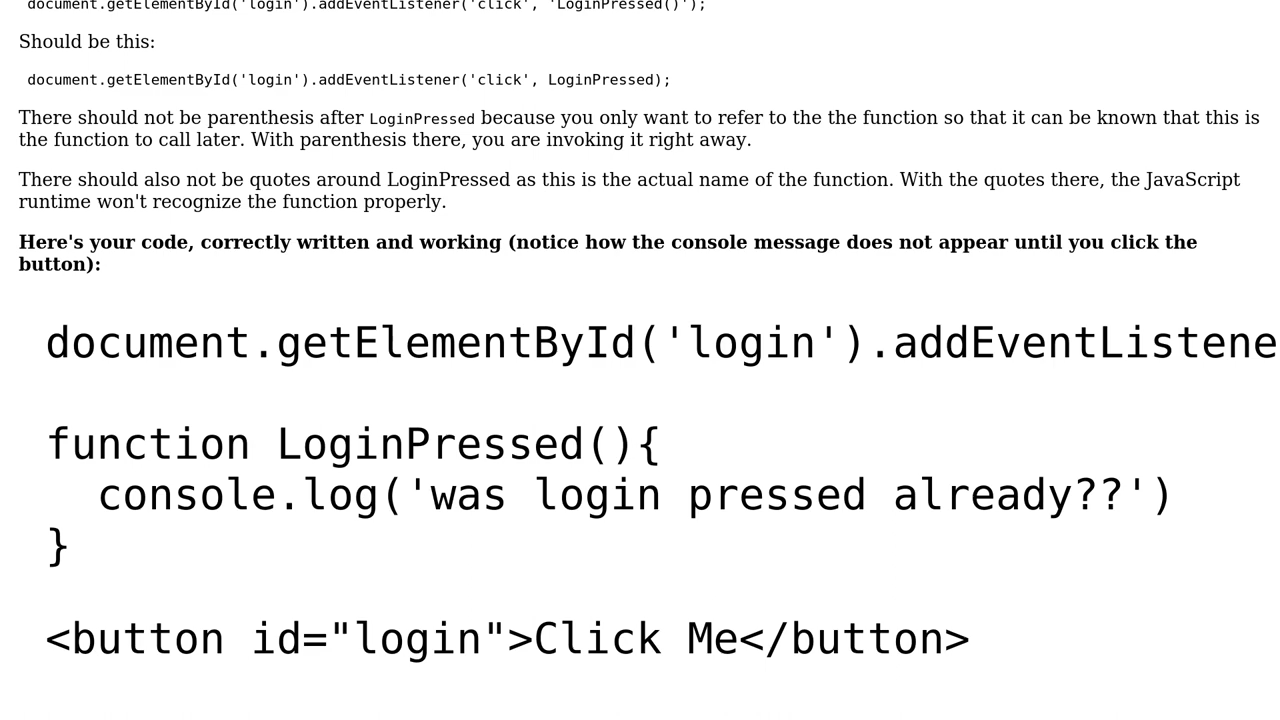 document.getElementById('login').addEventListener('click', 'LoginPressed()');
Should be this:
document.getElementById('login').addEventListener('click', LoginPressed);
There should not be parenthesis after LoginPressed because you only want to refer to the the function so that it can be known that this is
the function to call later. With parenthesis there, you are invoking it right away.
There should also not be quotes around LoginPressed as this is the actual name of the function. With the quotes there, the JavaScript
runtime won't recognize the function properly.
Here's your code, correctly written and working (notice how the console message does not appear until you click the
button):
document.getElementById('login').addEventListene
function LoginPressed(){
  console.log('was login pressed already??')
}
<button id="login">Click Me</button>